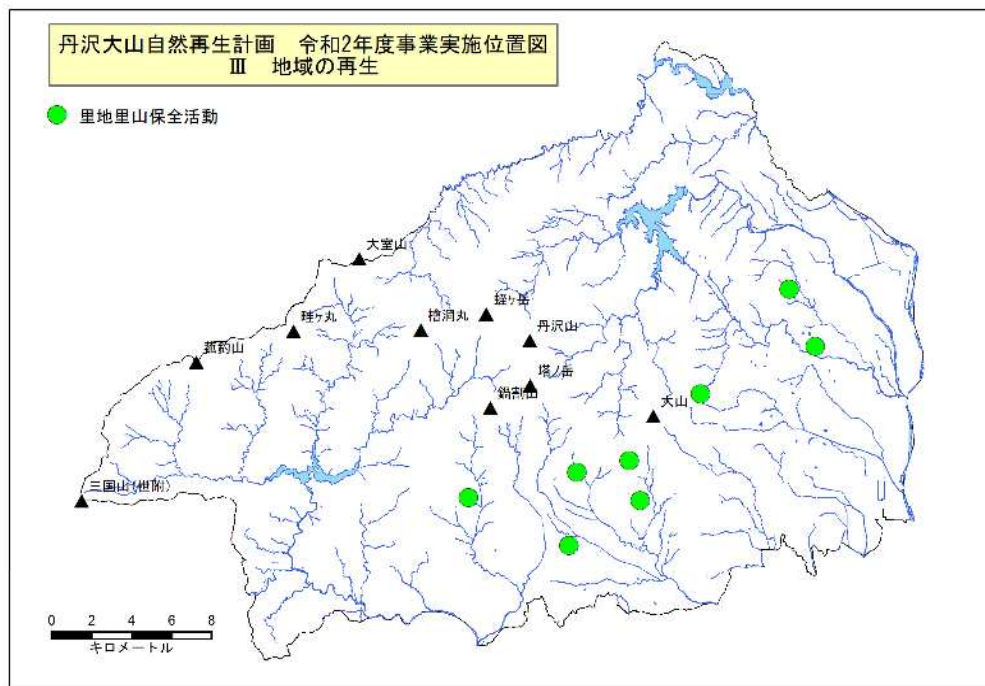 丹沢大山自然再生計画　令和2年度事業実施位置図
Ⅲ　地域の再生
里地里山保全活動
大室山
畦ヶ丸
檜洞丸
蛭ヶ岳
丹沢山
菰釣山
塔ノ岳
鍋割山
大山
三国山(世附)
0 2 4 6 8
キロメートル